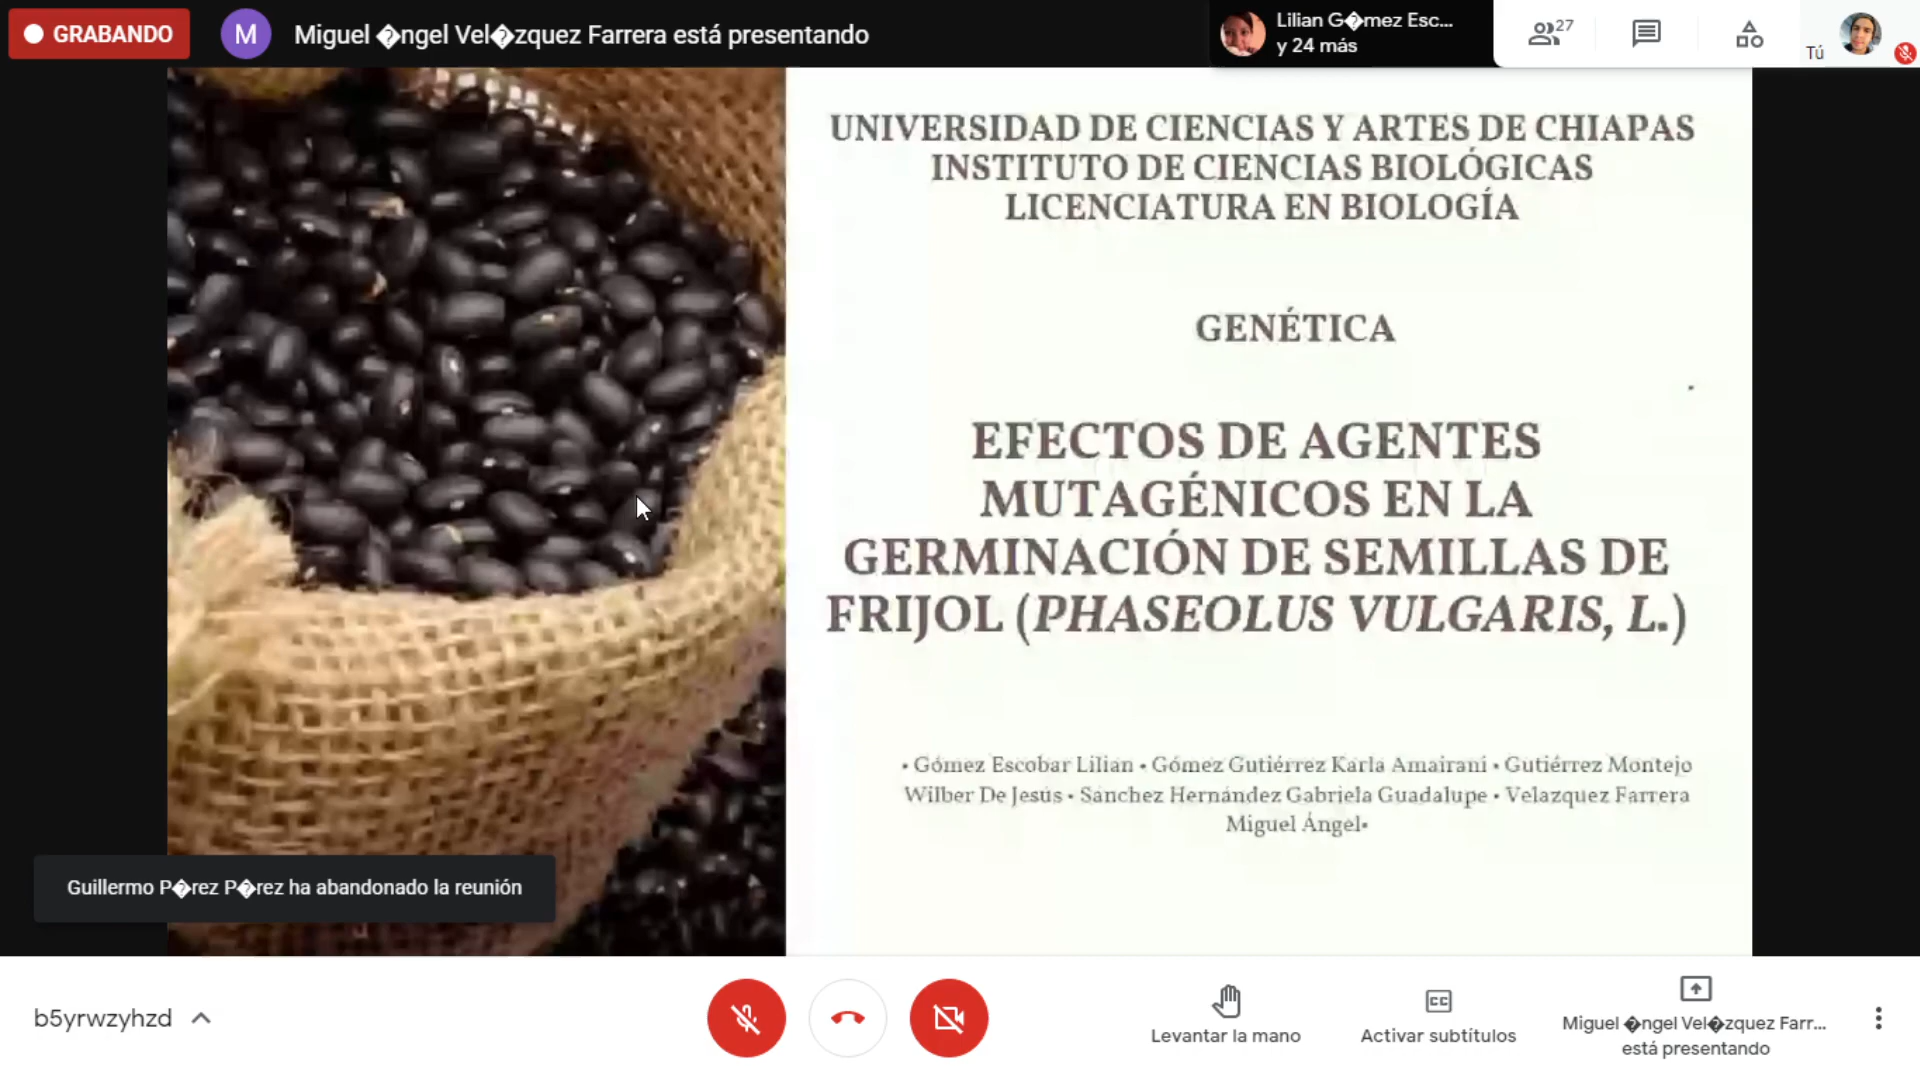 GRABANDO
M
Miguel �ngel Vel�zquez Farrera está presentando
Lilian G�mez Esc...
y 24 más
27
Tú
UNIVERSIDAD DE CIENCIAS Y ARTES DE CHIAPAS
INSTITUTO DE CIENCIAS BIOLÓGICAS
LICENCIATURA EN BIOLOGÍA
GENÉTICA
EFECTOS DE AGENTES
MUTAGÉNICOS EN LA
GERMINACIÓN DE SEMILLAS DE
FRIJOL (PHASEOLUS VULGARIS, L.)
• Gómez Escobar Lilian • Gómez Gutiérrez Karla Amairani • Gutiérrez Montejo
Wilber De Jesús • Sánchez Hernández Gabriela Guadalupe • Velazquez Farrera
Miguel Ángel•
Guillermo P�rez P�rez ha abandonado la reunión
b5yrwzyhzd
Levantar la mano
CC
Activar subtítulos
Miguel �ngel Vel�zquez Farr...
está presentando